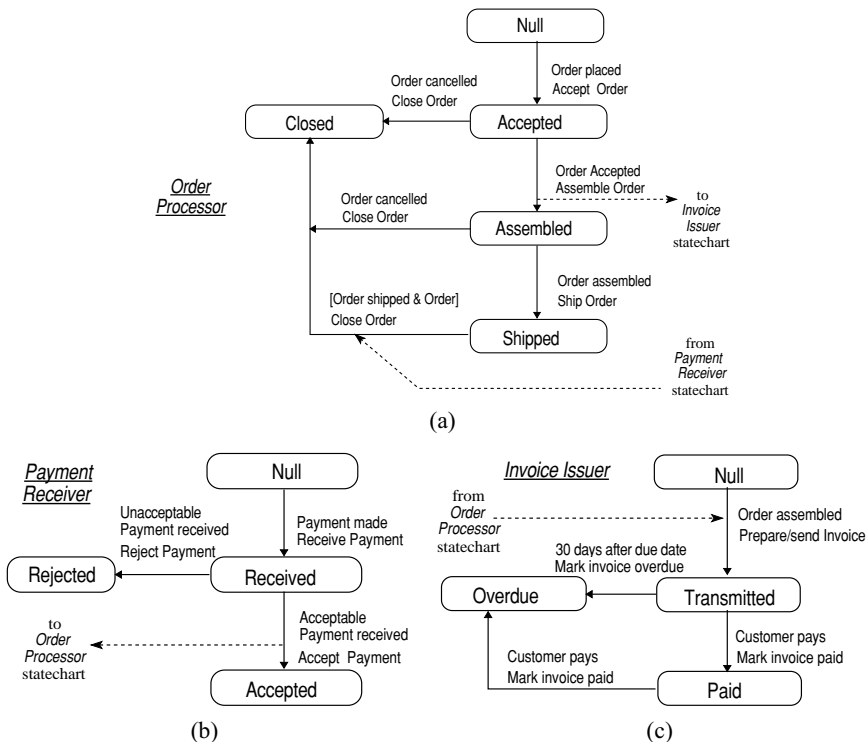 Null
Order placed
Accept Order
Order cancelled
Close Order
Closed
Accepted
Order Accepted
Assemble Order
Order
Processor
Order cancelled
Close Order
to
Invoice
Issuer
statechart
Assembled
Order assembled
Ship Order
[Order shipped & Order]
Close Order
Shipped
from
Payment
Receiver
statechart
(a)
Payment
Receiver
Null
Unacceptable
Payment received
Reject Payment
Payment made
Receive Payment
Rejected
Received
to
Order
Processor
statechart
Acceptable
Payment received
Accept Payment
Accepted
(b)
Invoice Issuer
Null
from
Order
Processor
statechart
Order assembled
Prepare/send Invoice
30 days after due date
Mark invoice overdue
Overdue
Transmitted
Customer pays
Mark invoice paid
Customer pays
Mark invoice paid
Paid
(c)